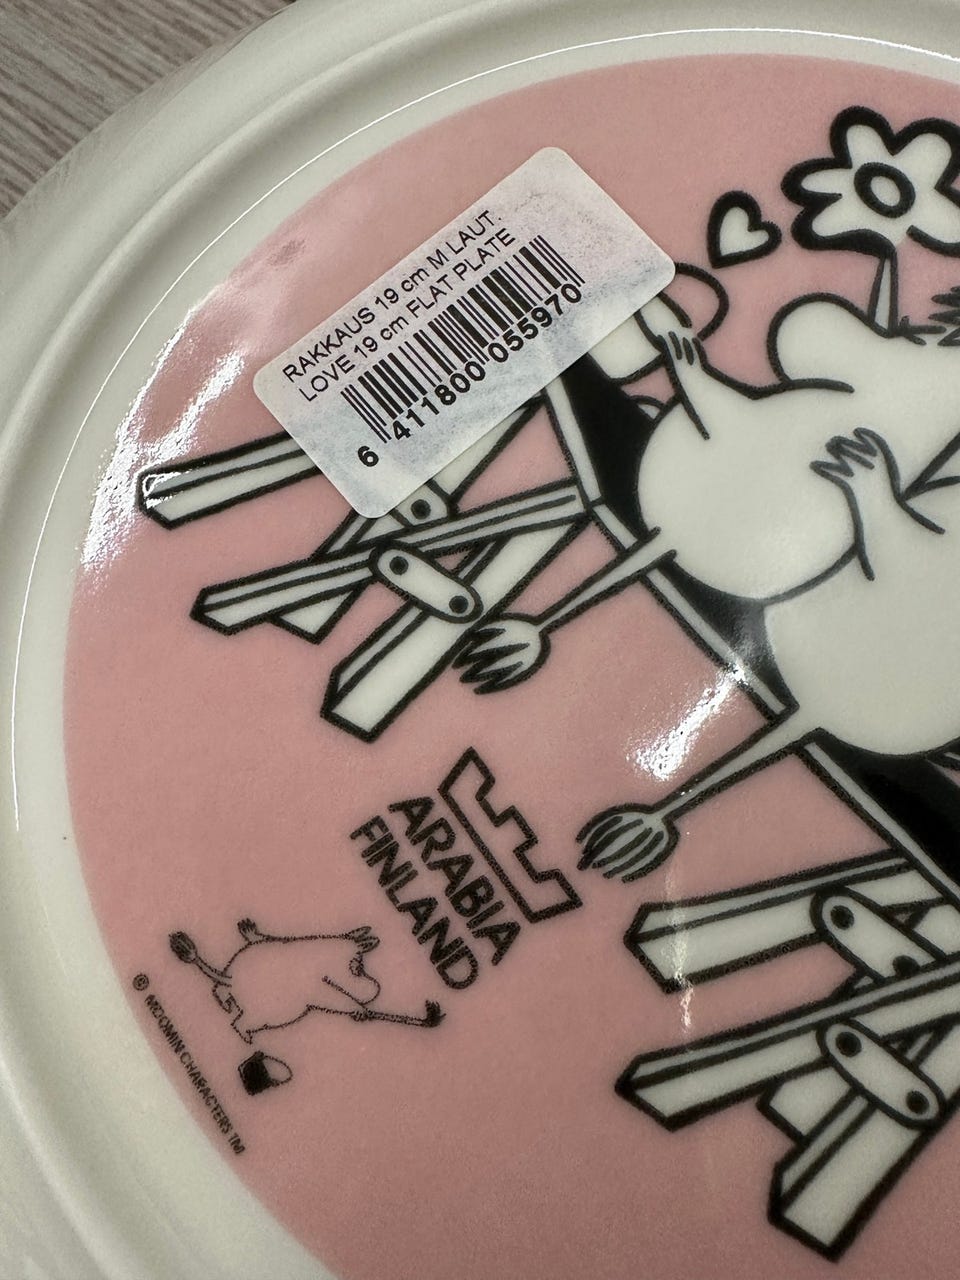 RAKKAUS 19 cm M LAUT.
LOVE 19 cm FLAT PLATE
6 411800 055970
ARABIA
FINLAND
© MOOMIN CHARACTERS TM